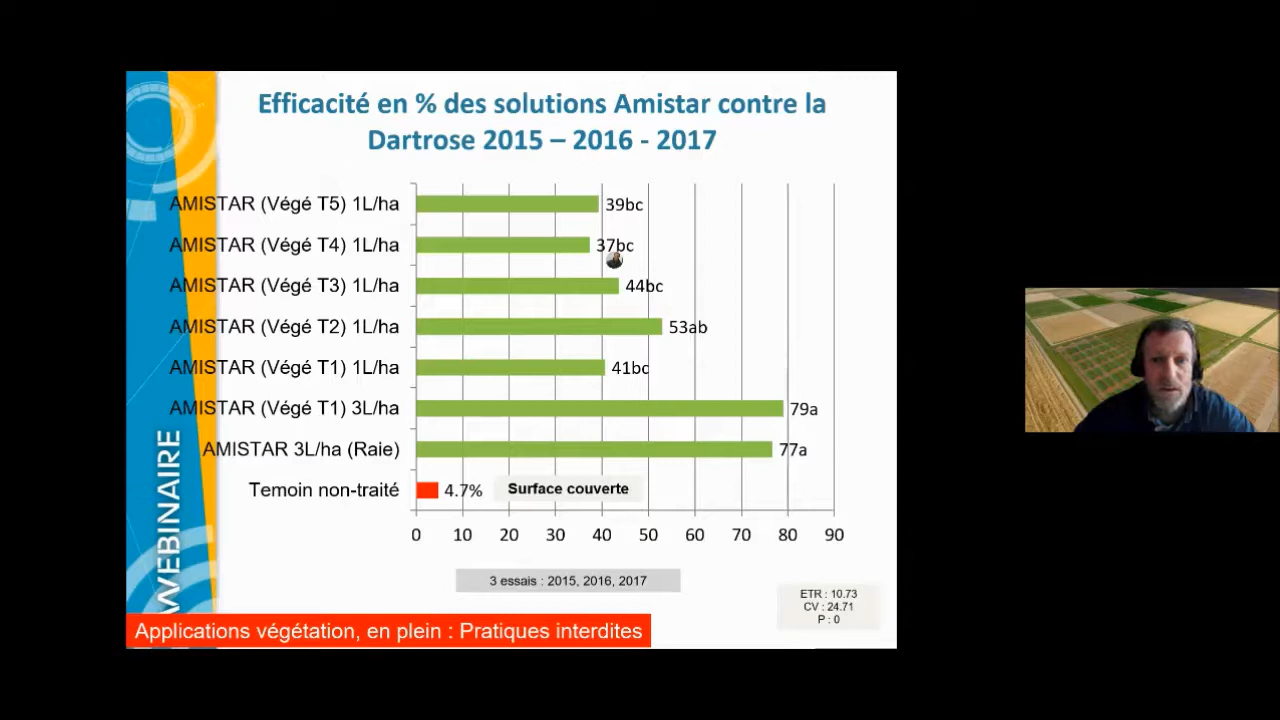 Efficacité en % des solutions Amistar contre la
Dartrose 2015 – 2016 - 2017
AMISTAR (Végé T5) 1L/ha 39bc
AMISTAR (Végé T4) 1L/ha 37bc
AMISTAR (Végé T3) 1L/ha 44bc
AMISTAR (Végé T2) 1L/ha 53ab
AMISTAR (Végé T1) 1L/ha 41bc
AMISTAR (Végé T1) 3L/ha 79a
AMISTAR 3L/ha (Raie) 77a
Temoin non-traité 4.7% Surface couverte
0 10 20 30 40 50 60 70 80 90
3 essais : 2015, 2016, 2017
ETR : 10.73
CV : 24.71
P : 0
WEBINAIRE
Applications végétation, en plein : Pratiques interdites